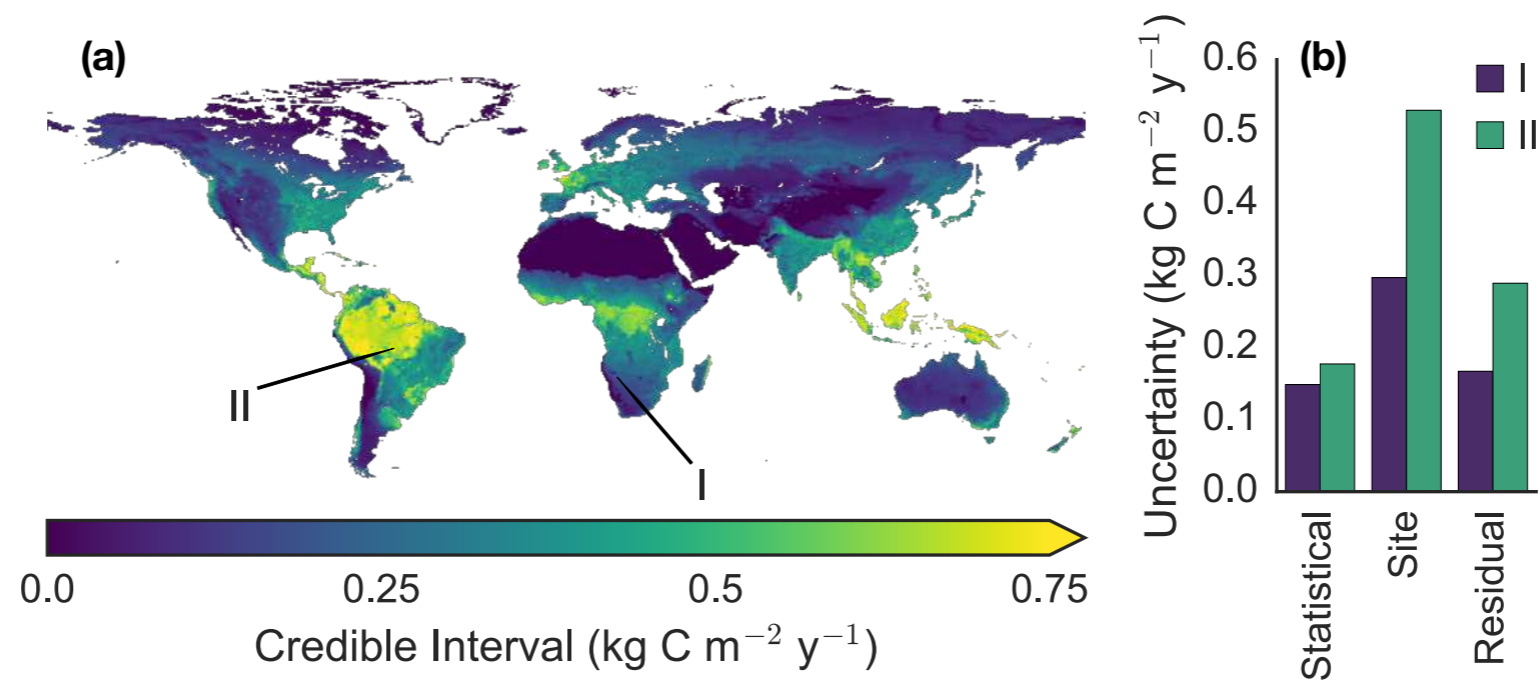 (a)
II
I
0.0 0.25 0.5 0.75
Credible Interval (kg C m⁻² y⁻¹)
(b)
I
II
Uncertainty (kg C m⁻² y⁻¹)
0.6
0.5
0.4
0.3
0.2
0.1
0.0
Statistical
Site
Residual